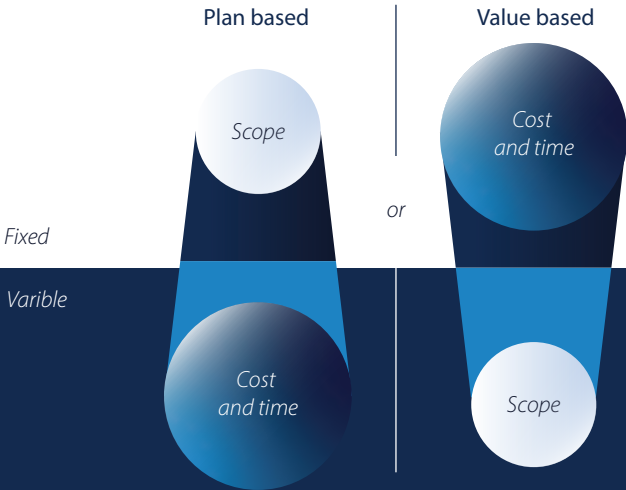 Plan based
Value based
Scope
Cost
and time
or
Fixed
Varible
Cost
and time
Scope